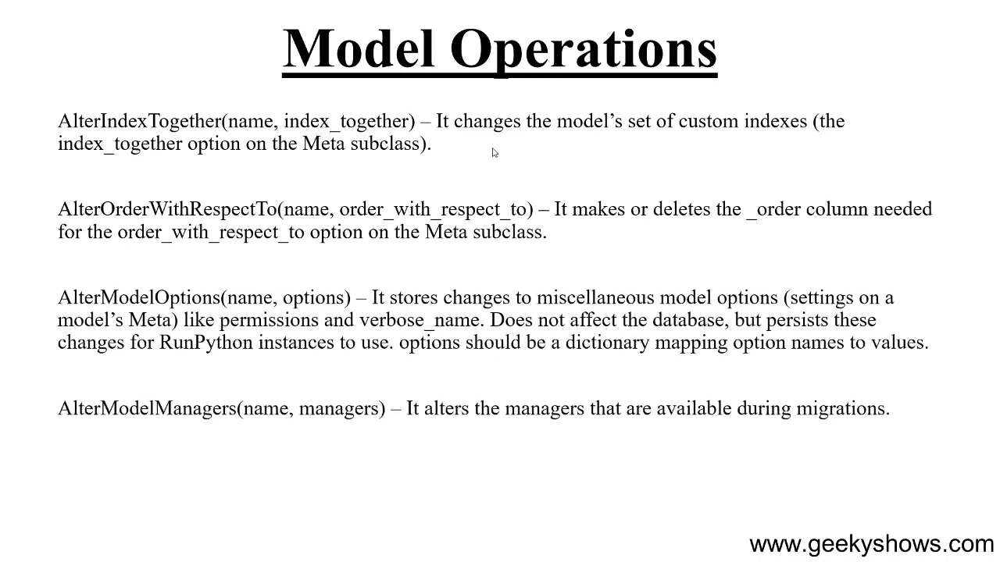 Model Operations
AlterIndexTogether(name, index_together) – It changes the model’s set of custom indexes (the
index_together option on the Meta subclass).
AlterOrderWithRespectTo(name, order_with_respect_to) – It makes or deletes the _order column needed
for the order_with_respect_to option on the Meta subclass.
AlterModelOptions(name, options) – It stores changes to miscellaneous model options (settings on a
model’s Meta) like permissions and verbose_name. Does not affect the database, but persists these
changes for RunPython instances to use. options should be a dictionary mapping option names to values.
AlterModelManagers(name, managers) – It alters the managers that are available during migrations.
www.geekyshows.com